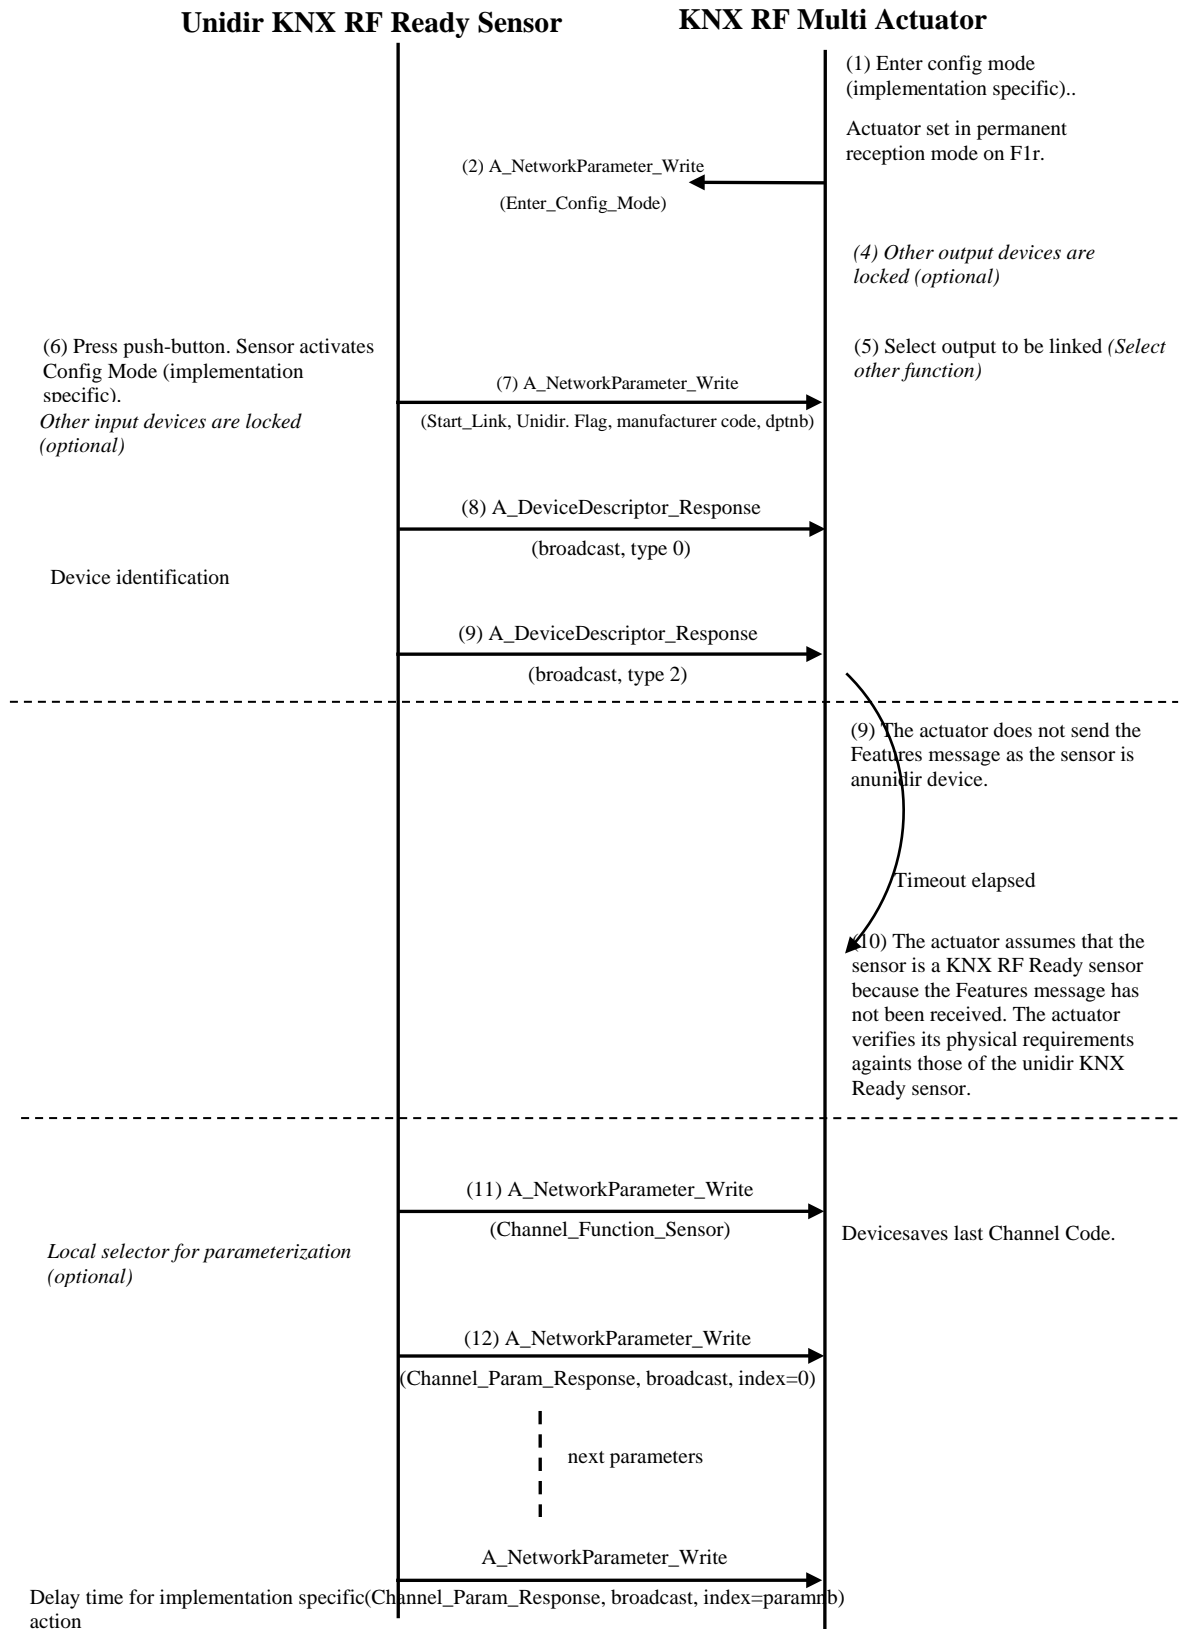 Unidir KNX RF Ready Sensor
KNX RF Multi Actuator
(1) Enter config mode
(implementation specific)..
Actuator set in permanent
reception mode on F1r.
(2) A_NetworkParameter_Write
(Enter_Config_Mode)
(4) Other output devices are
locked (optional)
(6) Press push-button. Sensor activates
Config Mode (implementation
specific).
Other input devices are locked
(optional)
(5) Select output to be linked (Select
other function)
(7) A_NetworkParameter_Write
(Start_Link, Unidir. Flag, manufacturer code, dptnb)
(8) A_DeviceDescriptor_Response
(broadcast, type 0)
Device identification
(9) A_DeviceDescriptor_Response
(broadcast, type 2)
(9) The actuator does not send the
Features message as the sensor is
anunidir device.
Timeout elapsed
(10) The actuator assumes that the
sensor is a KNX RF Ready sensor
because the Features message has
not been received. The actuator
verifies its physical requirements
againts those of the unidir KNX
Ready sensor.
(11) A_NetworkParameter_Write
(Channel_Function_Sensor)
Devicesaves last Channel Code.
Local selector for parameterization
(optional)
(12) A_NetworkParameter_Write
(Channel_Param_Response, broadcast, index=0)
next parameters
A_NetworkParameter_Write
Delay time for implementation specific(Channel_Param_Response, broadcast, index=paramnb)
action